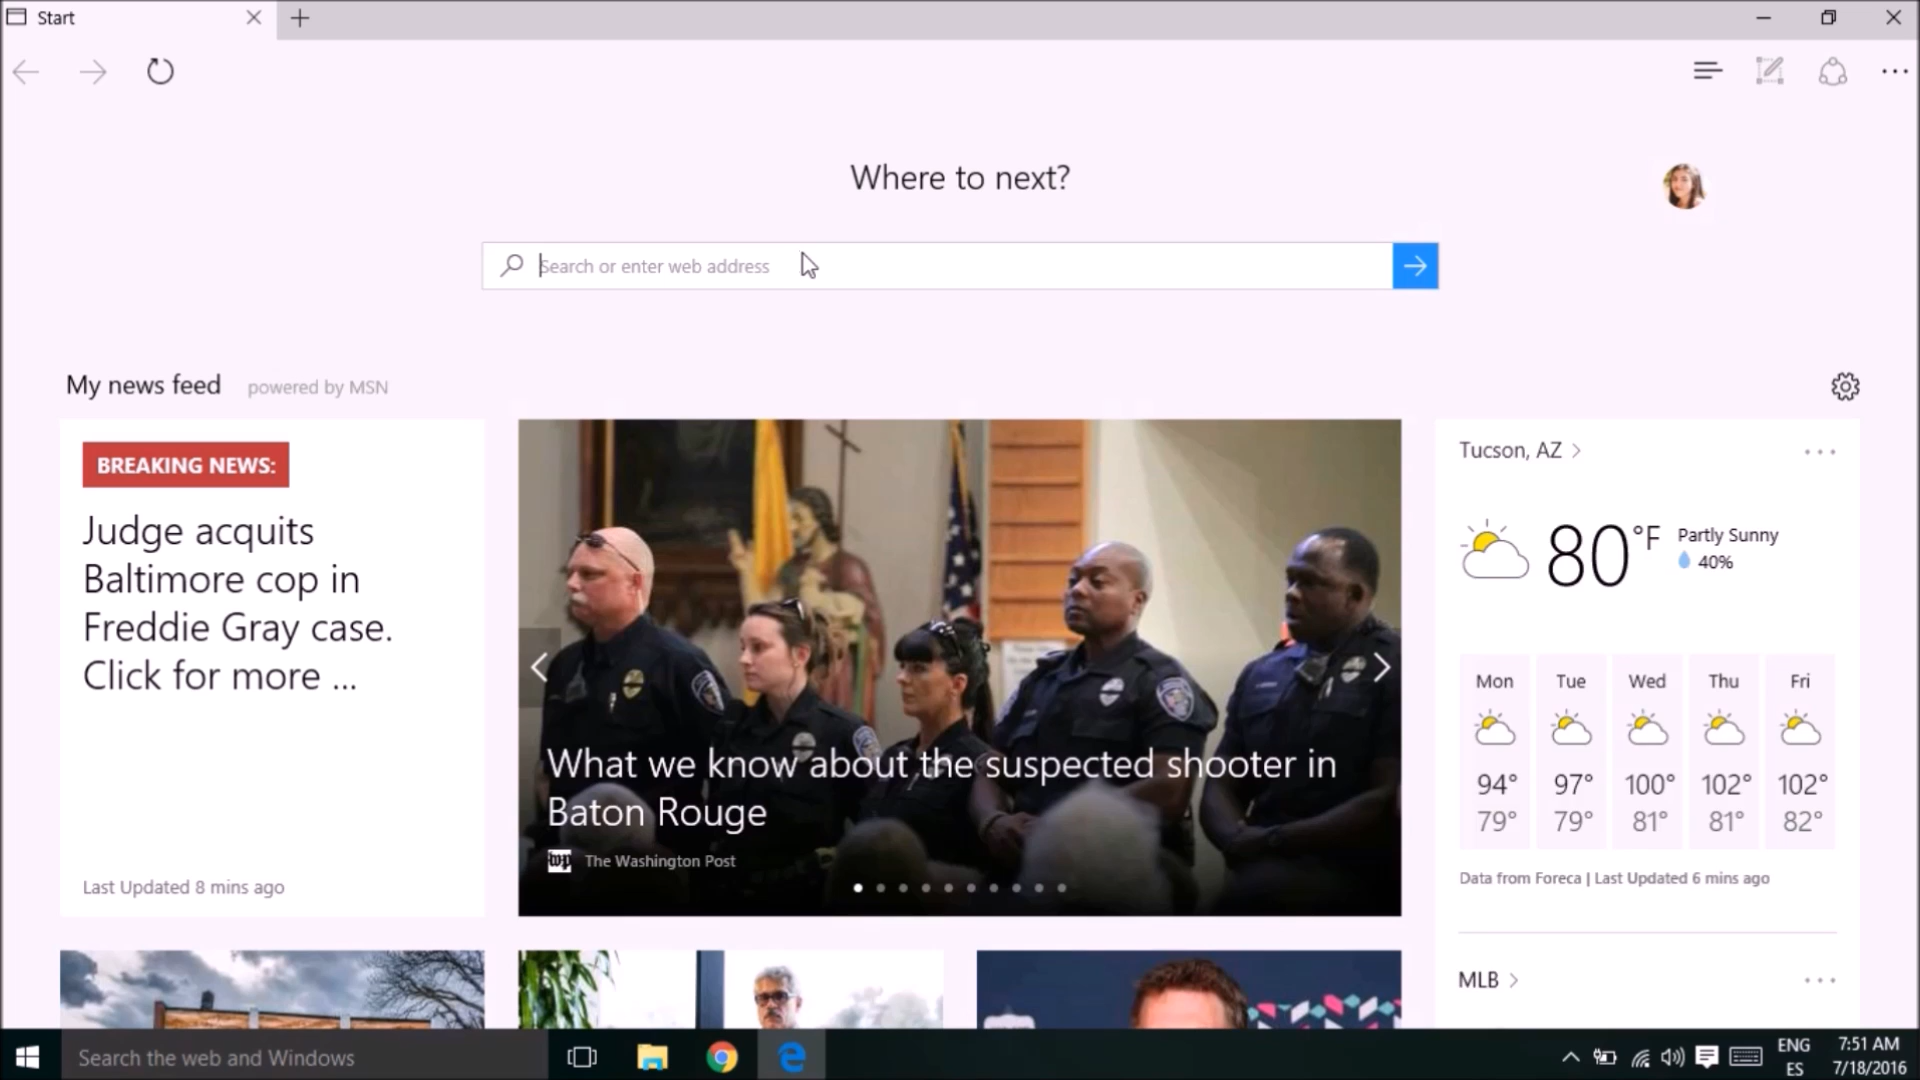 Start
Where to next?
Search or enter web address
My news feed powered by MSN
BREAKING NEWS:
Judge acquits
Baltimore cop in
Freddie Gray case.
Click for more ...
Last Updated 8 mins ago
What we know about the suspected shooter in
Baton Rouge
wp The Washington Post
Tucson, AZ >
80°F Partly Sunny
40%
Mon Tue Wed Thu Fri
94° 97° 100° 102° 102°
79° 79° 81° 81° 82°
Data from Foreca | Last Updated 6 mins ago
MLB >
Search the web and Windows
ENG
ES
7:51 AM
7/18/2016